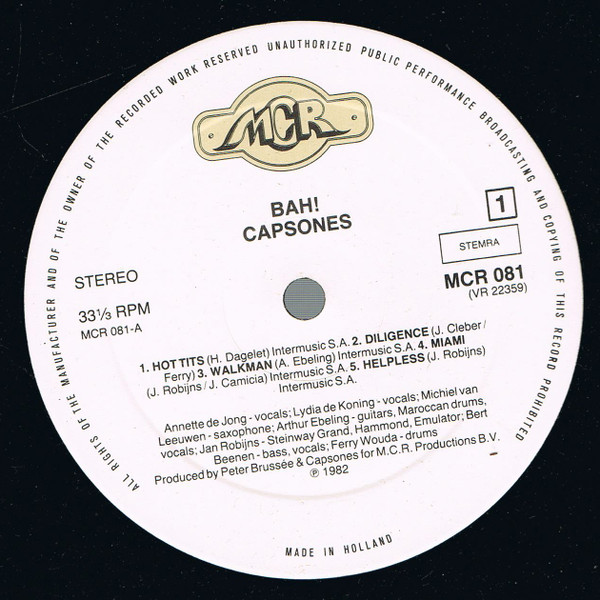 ALL RIGHTS OF THE MANUFACTURER AND OF THE OWNER OF THE RECORDED WORK RESERVED UNAUTHORIZED PUBLIC PERFORMANCE BROADCASTING AND COPYING OF THIS RECORD PROHIBITED
MCR
BAH!
CAPSONES
1
STEMRA
STEREO
MCR 081
(VR 22359)
33⅓ RPM
MCR 081-A
1. HOT TITS (H. Dagelet) Intermusic S.A. 2. DILIGENCE (J. Cleber /
Ferry) 3. WALKMAN (A. Ebeling) Intermusic S.A. 4. MIAMI
(J. Robijns / J. Camicia) Intermusic S.A. 5. HELPLESS (J. Robijns)
Intermusic S.A.
Annette de Jong - vocals; Lydia de Koning - vocals; Michiel van
Leeuwen - saxophone; Arthur Ebeling - guitars, Maroccan drums,
vocals; Jan Robijns - Steinway Grand, Hammond, Emulator; Bert
Beenen - bass, vocals; Ferry Wouda - drums
Produced by Peter Brussée & Capsones for M.C.R. Productions B.V.
℗ 1982
MADE IN HOLLAND